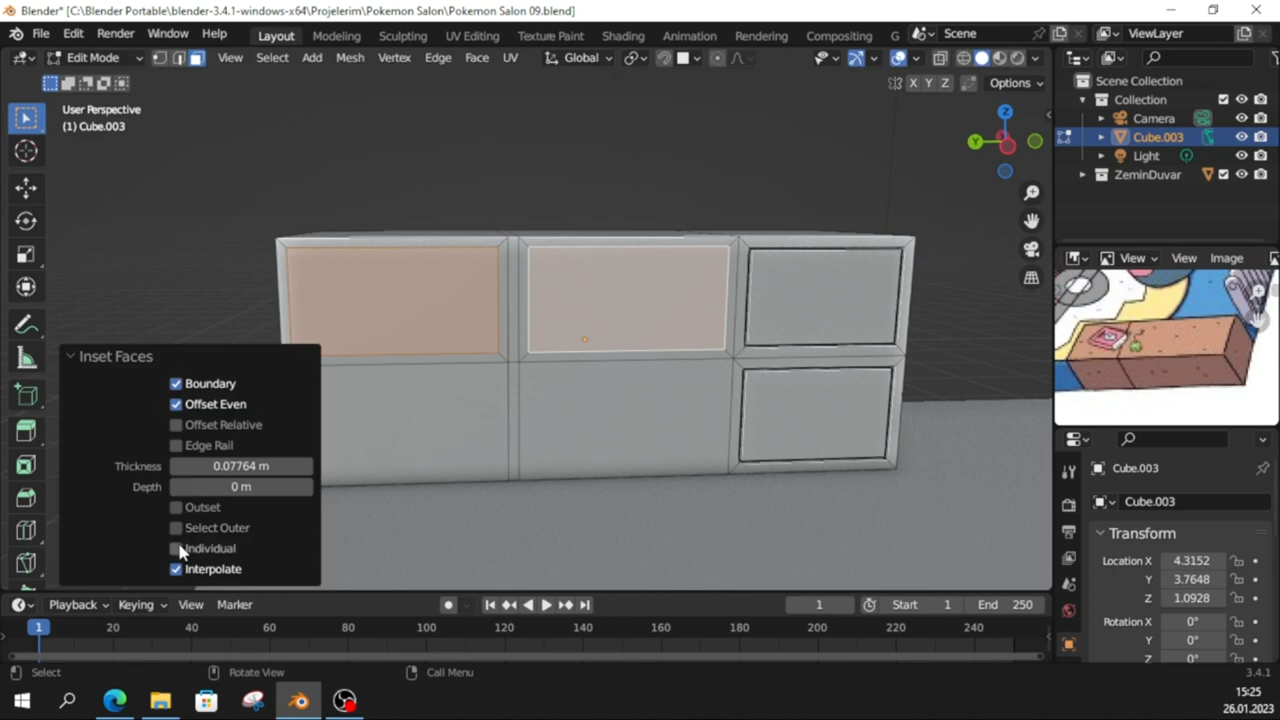 Blender* [C:\Blender Portable\blender-3.4.1-windows-x64\Projelerim\Pokemon Salon\Pokemon Salon 09.blend]
File Edit Render Window Help Layout Modeling Sculpting UV Editing Texture Paint Shading Animation Rendering Compositing G Scene ViewLayer
Edit Mode View Select Add Mesh Vertex Edge Face UV Global
X Y Z Options
User Perspective
(1) Cube.003
Z
Y
Scene Collection
Collection
Camera
Cube.003
Light
ZeminDuvar
View View Image
Inset Faces
Boundary
Offset Even
Offset Relative
Edge Rail
Thickness 0.07764 m
Depth 0 m
Outset
Select Outer
Individual
Interpolate
Cube.003
Cube.003
Transform
Location X 4.3152
Y 3.7648
Z 1.0928
Rotation X 0°
Y 0°
Z 0°
Playback Keying View Marker 1 Start 1 End 250
1 20 40 60 80 100 120 140 160 180 200 220 240
Select Rotate View Call Menu 3.4.1
15:25
26.01.2023